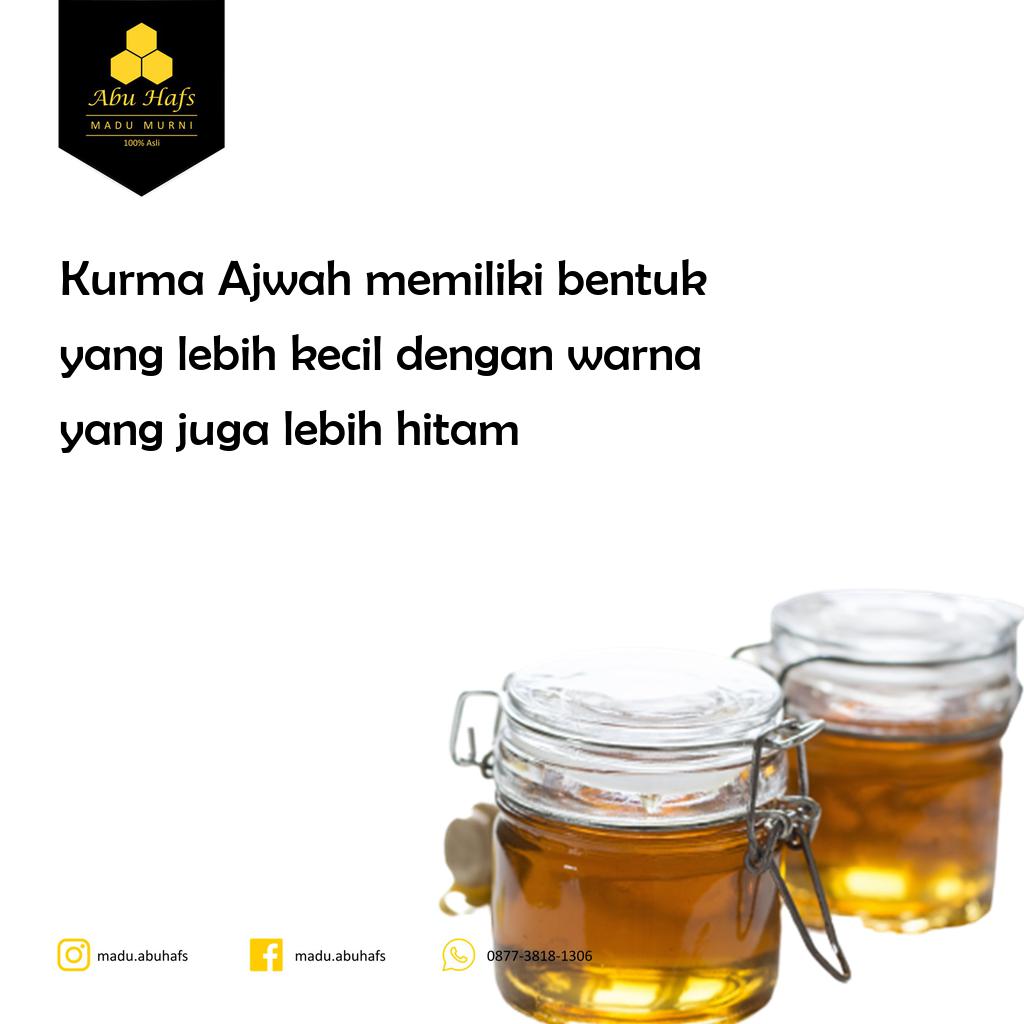 Abu Hafs
MADU MURNI
100% Asli
Kurma Ajwah memiliki bentuk
yang lebih kecil dengan warna
yang juga lebih hitam
madu.abuhafs
madu.abuhafs
0877-3818-1306